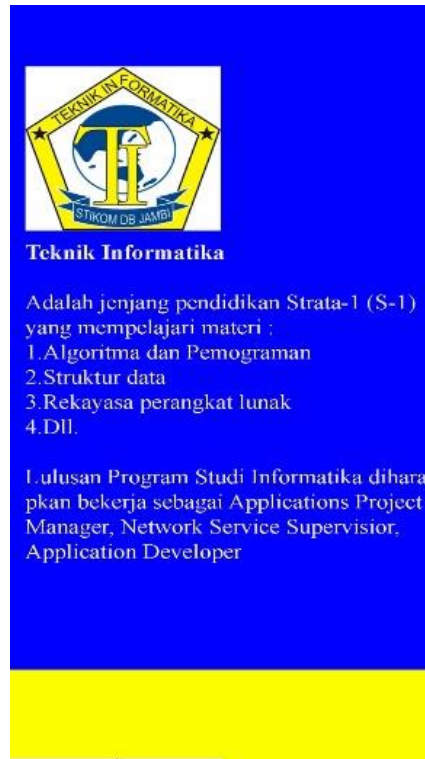 TEKNIK INFORMATIKA
TI
STIKOM DB JAMBI
Teknik Informatika
Adalah jenjang pendidikan Strata-1 (S-1)
yang mempelajari materi :
1.Algoritma dan Pemograman
2.Struktur data
3.Rekayasa perangkat lunak
4.Dll.
Lulusan Program Studi Informatika dihara
pkan bekerja sebagai Applications Project
Manager, Network Service Supervisior,
Application Developer